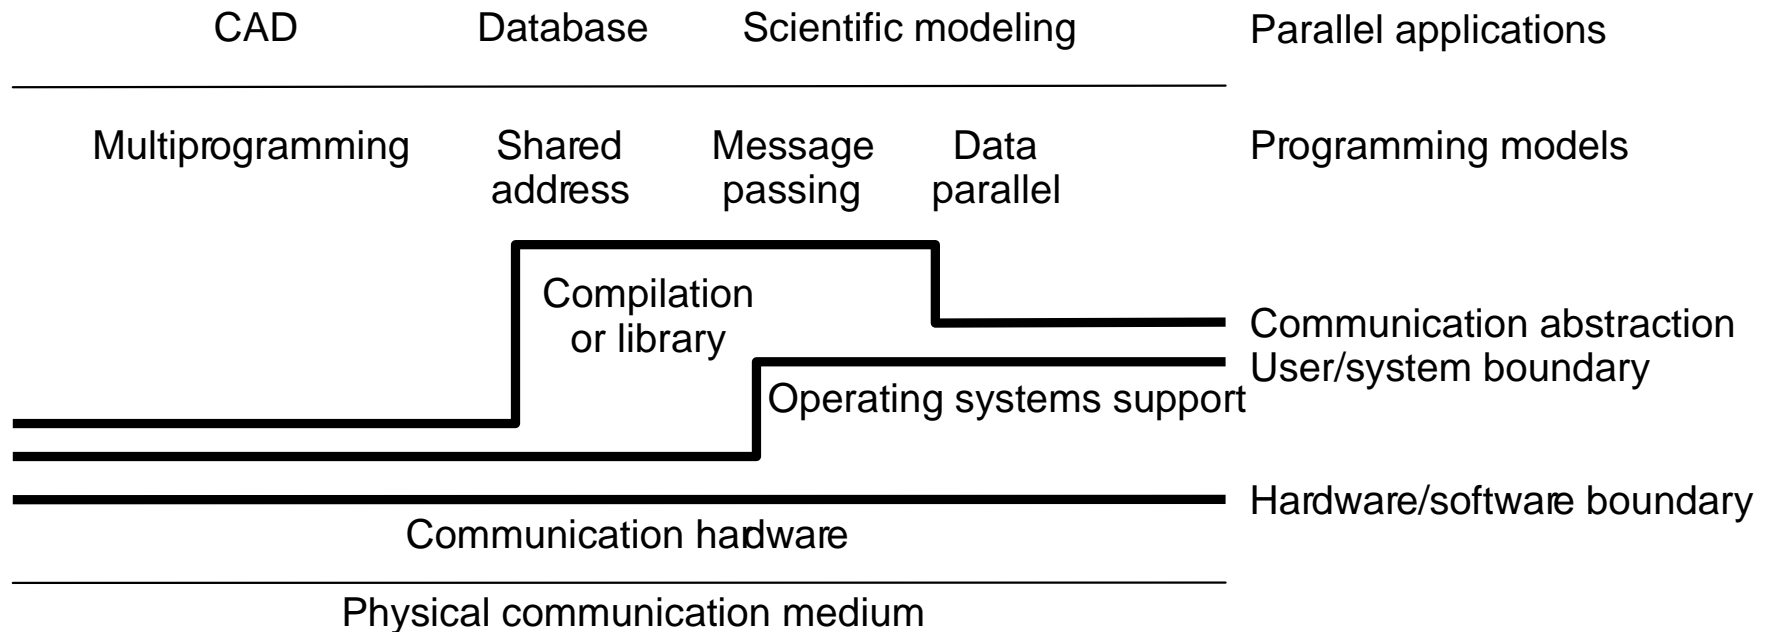 CAD Database Scientific modeling Parallel applications
Multiprogramming Shared address Message passing Data parallel Programming models
Compilation or library
Communication abstraction
User/system boundary
Operating systems support
Hardware/software boundary
Communication hardware
Physical communication medium